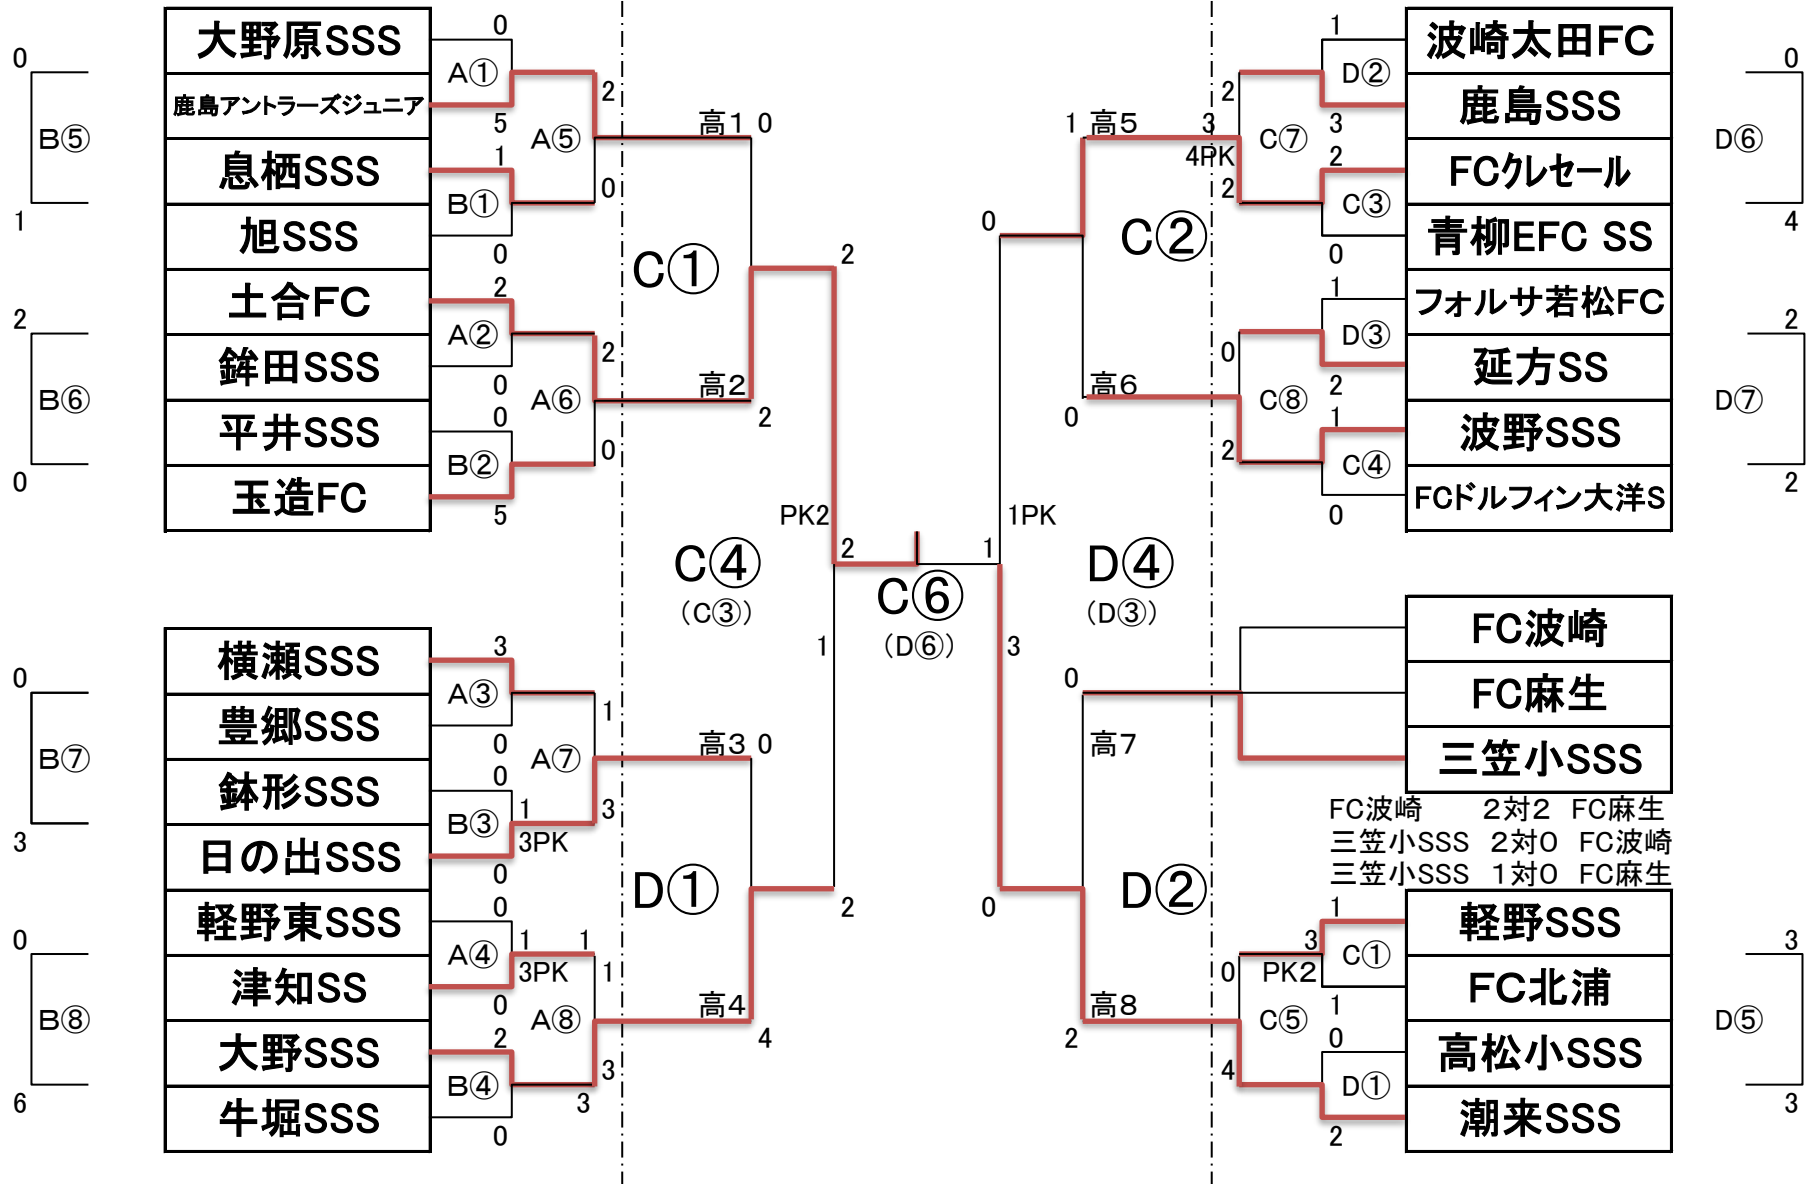 大野原SSS
鹿島アントラーズジュニア
息栖SSS
旭SSS
土合FC
鉾田SSS
平井SSS
玉造FC
横瀬SSS
豊郷SSS
鉢形SSS
日の出SSS
軽野東SSS
津知SS
大野SSS
牛堀SSS
0
B⑤
1
2
B⑥
0
0
B⑦
3
0
B⑧
6
0
A①
5
1
B①
0
2
A②
0
0
B②
5
3
A③
0
0
B③
1
3PK
0
0
A④
1
3PK
0
2
B④
0
2
A⑤
0
2
A⑥
0
1
A⑦
3
1
1
A⑧
3
3
高1 0
C①
高2
2
高3 0
D①
高4
4
2
PK2
C④
(C③)
1
2
2
C⑥
(D⑥)
1
0
1PK
D④
(D③)
3
0
1 高5
C②
高6
0
0
高7
D②
高8
2
3
4PK
2
C⑦
2
0
C⑧
2
3
PK2
0
C⑤
4
1
D②
3
2
C③
0
1
D③
2
1
C④
0
1
C①
1
0
D①
2
波崎太田FC
鹿島SSS
FCクレセール
青柳EFC SS
フォルサ若松FC
延方SS
波野SSS
FCドルフィン大洋S
FC波崎
FC麻生
三笠小SSS
FC波崎 2対2 FC麻生
三笠小SSS 2対0 FC波崎
三笠小SSS 1対0 FC麻生
軽野SSS
FC北浦
高松小SSS
潮来SSS
0
D⑥
4
2
D⑦
2
3
D⑤
3